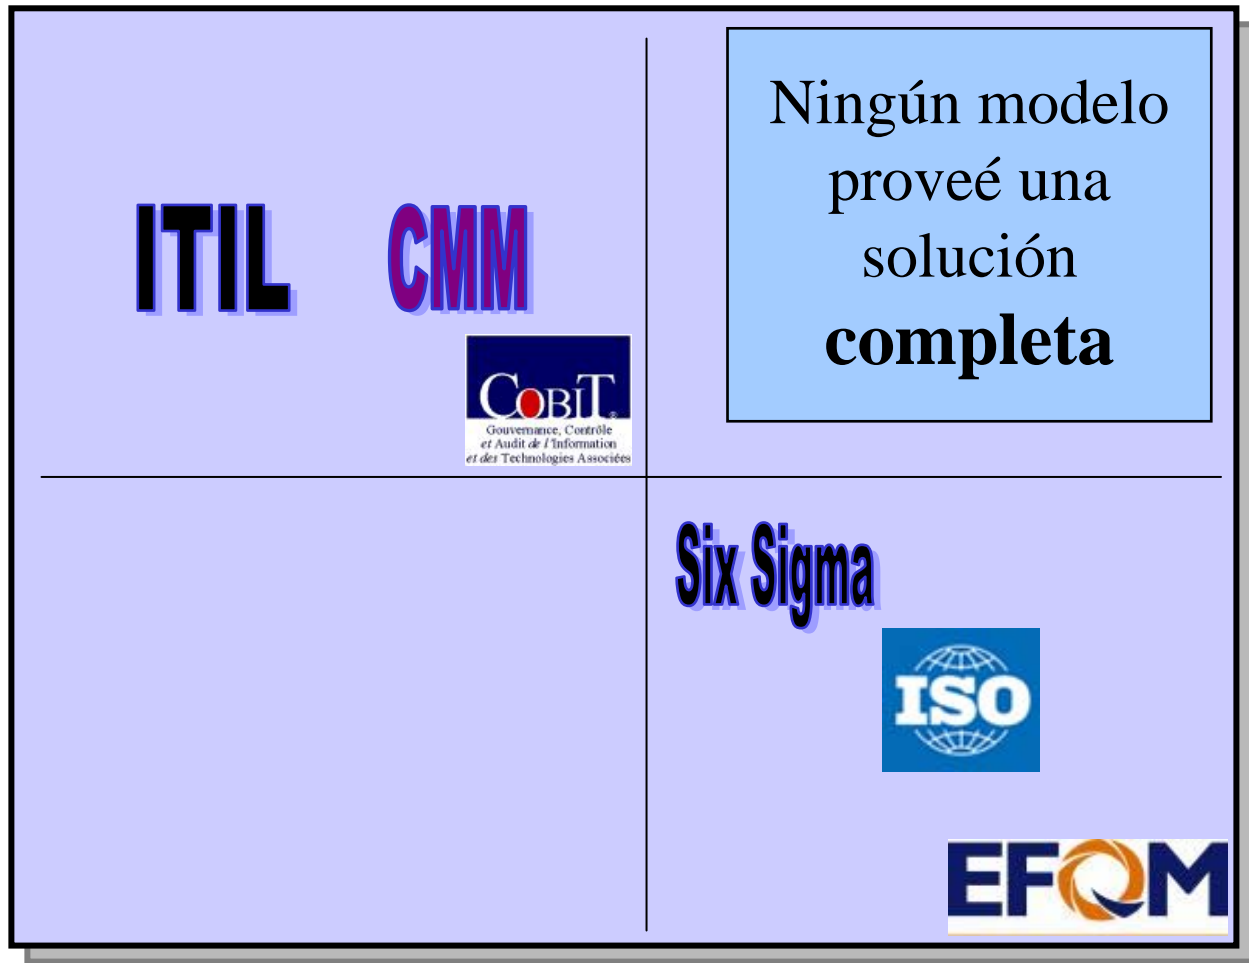 Ningún modelo
proveé una
solución
completa
ITIL CMM
COBIT®
Gouvernance, Contrôle
et Audit de l'Information
et des Technologies Associées
Six Sigma
ISO
EFQM